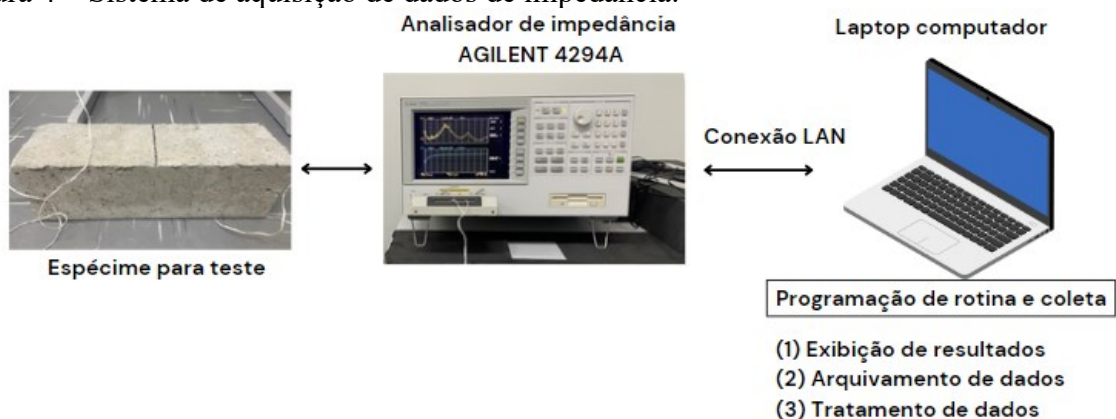 Sistema de aquisição de dados de impedância.
Analisador de impedância
AGILENT 4294A
Laptop computador
Conexão LAN
Espécime para teste
Programação de rotina e coleta
(1) Exibição de resultados
(2) Arquivamento de dados
(3) Tratamento de dados